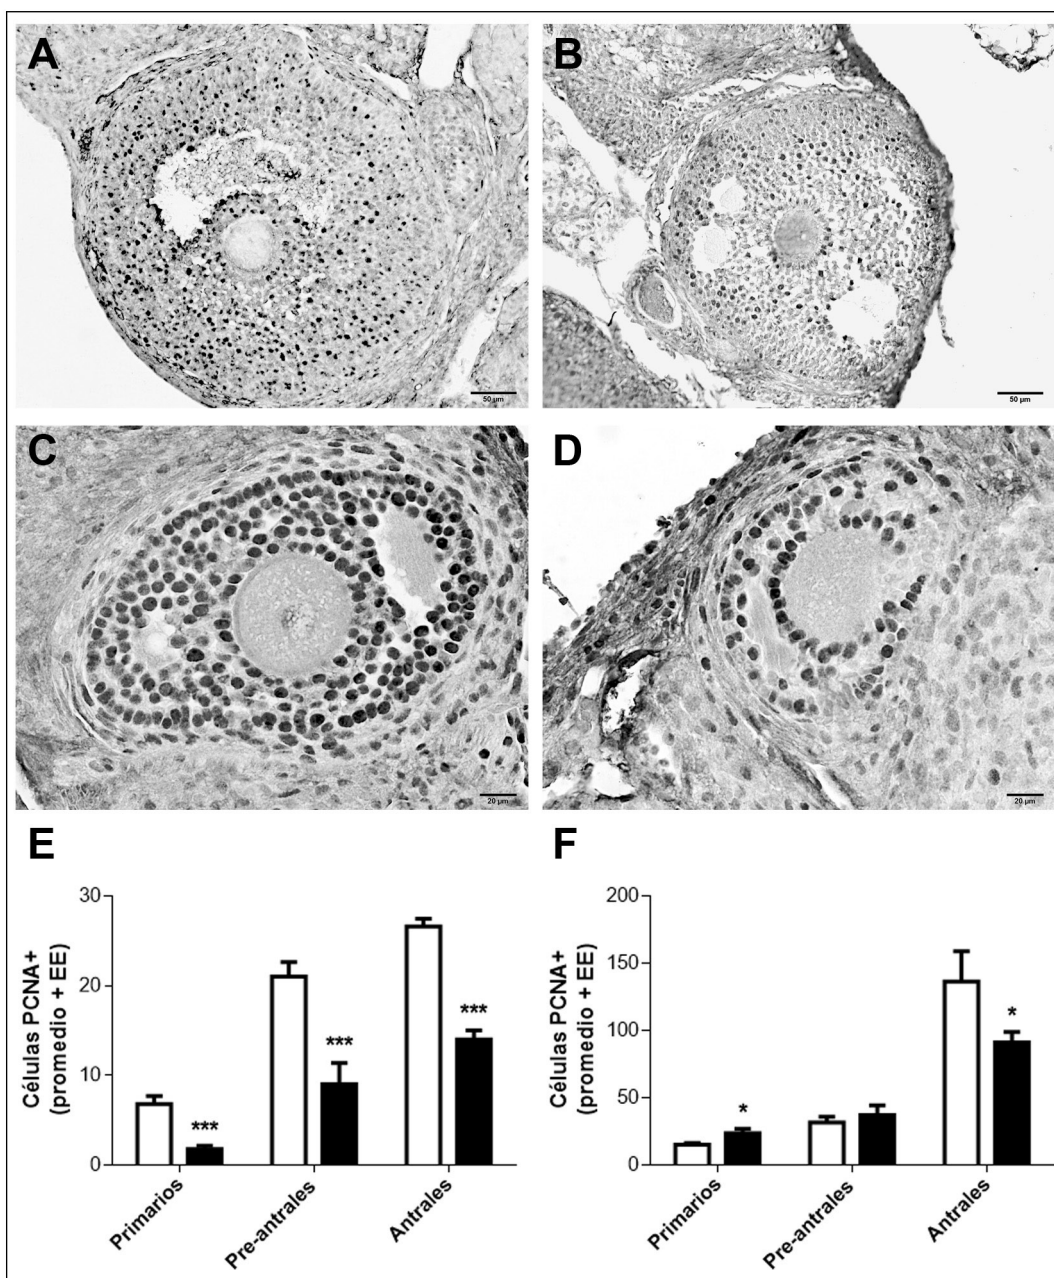 A
B
50 µm
50 µm
C
D
20 µm
20 µm
E
F
Células PCNA+
(promedio + EE)
30
20
10
0
***
***
***
Primarios
Pre-antrales
Antrales
Células PCNA+
(promedio + EE)
200
150
100
50
0
*
*
Primarios
Pre-antrales
Antrales